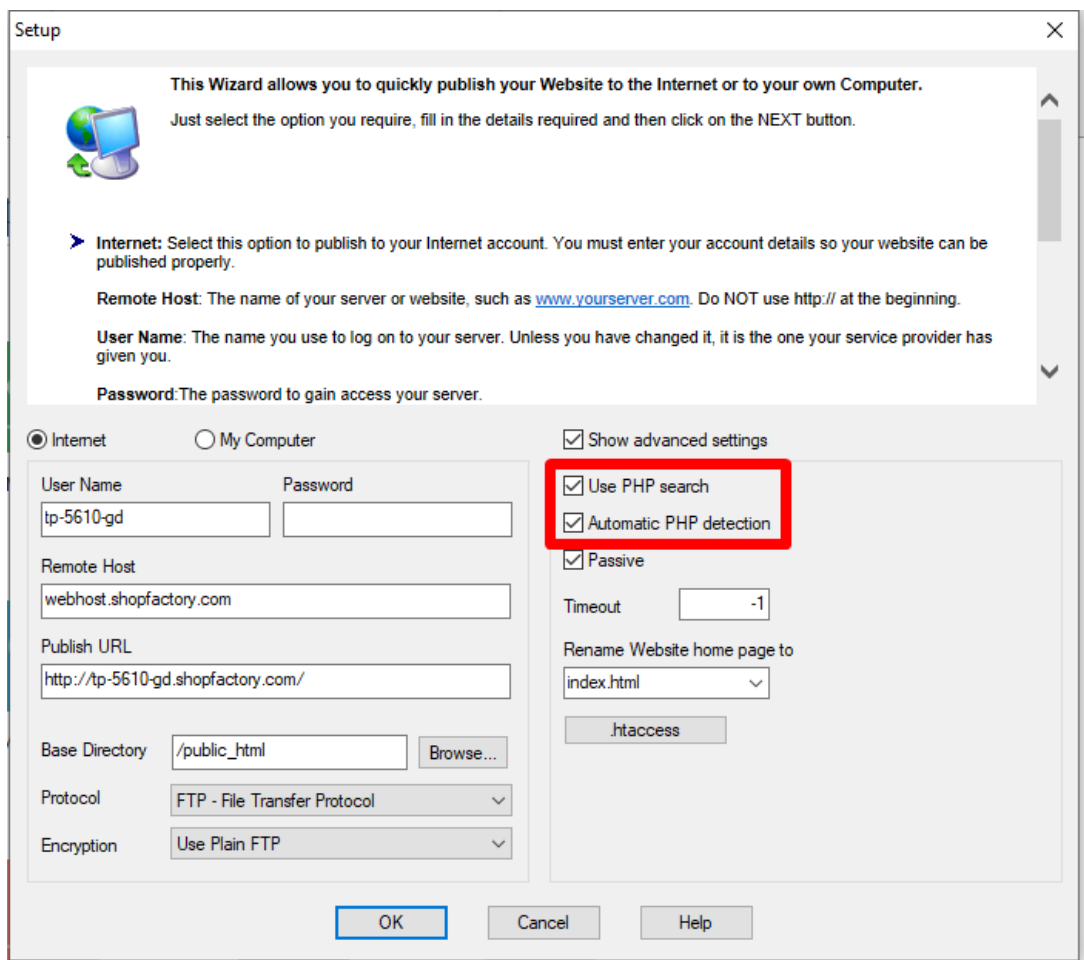 Setup
This Wizard allows you to quickly publish your Website to the Internet or to your own Computer.
Just select the option you require, fill in the details required and then click on the NEXT button.
Internet: Select this option to publish to your Internet account. You must enter your account details so your website can be
published properly.
Remote Host: The name of your server or website, such as www.yourserver.com. Do NOT use http:// at the beginning.
User Name: The name you use to log on to your server. Unless you have changed it, it is the one your service provider has
given you.
Password:The password to gain access your server.
Internet
My Computer
Show advanced settings
User Name
Password
tp-5610-gd
Remote Host
webhost.shopfactory.com
Publish URL
http://tp-5610-gd.shopfactory.com/
Base Directory
/public_html
Browse...
Protocol
FTP - File Transfer Protocol
Encryption
Use Plain FTP
Use PHP search
Automatic PHP detection
Passive
Timeout
-1
Rename Website home page to
index.html
.htaccess
OK
Cancel
Help